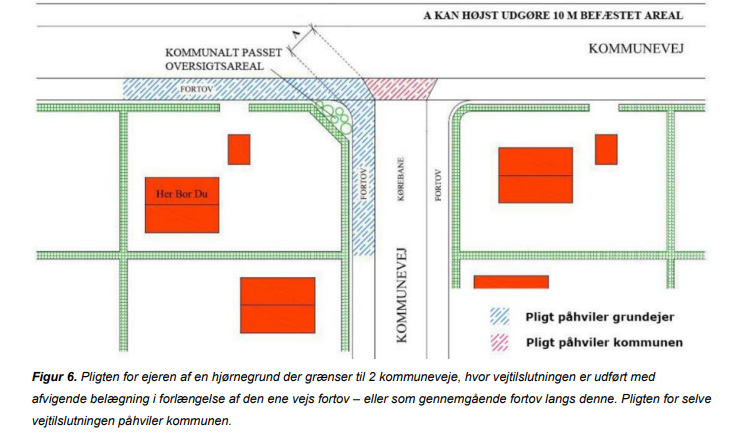 A KAN HØJST UDGØRE 10 M BEFÆSTET AREAL
A
KOMMUNALT PASSET
OVERSIGTSAREAL
KOMMUNEVEJ
FORTOV
Her Bor Du
FORTOV
KØREBANE
FORTOV
KOMMUNEVEJ
Pligt påhviler grundejer
Pligt påhviler kommunen
Figur 6. Pligten for ejeren af en hjørnegrund der grænser til 2 kommuneveje, hvor vejtilslutningen er udført med
afvigende belægning i forlængelse af den ene vejs fortov – eller som gennemgående fortov langs denne. Pligten for selve
vejtilslutningen påhviler kommunen.